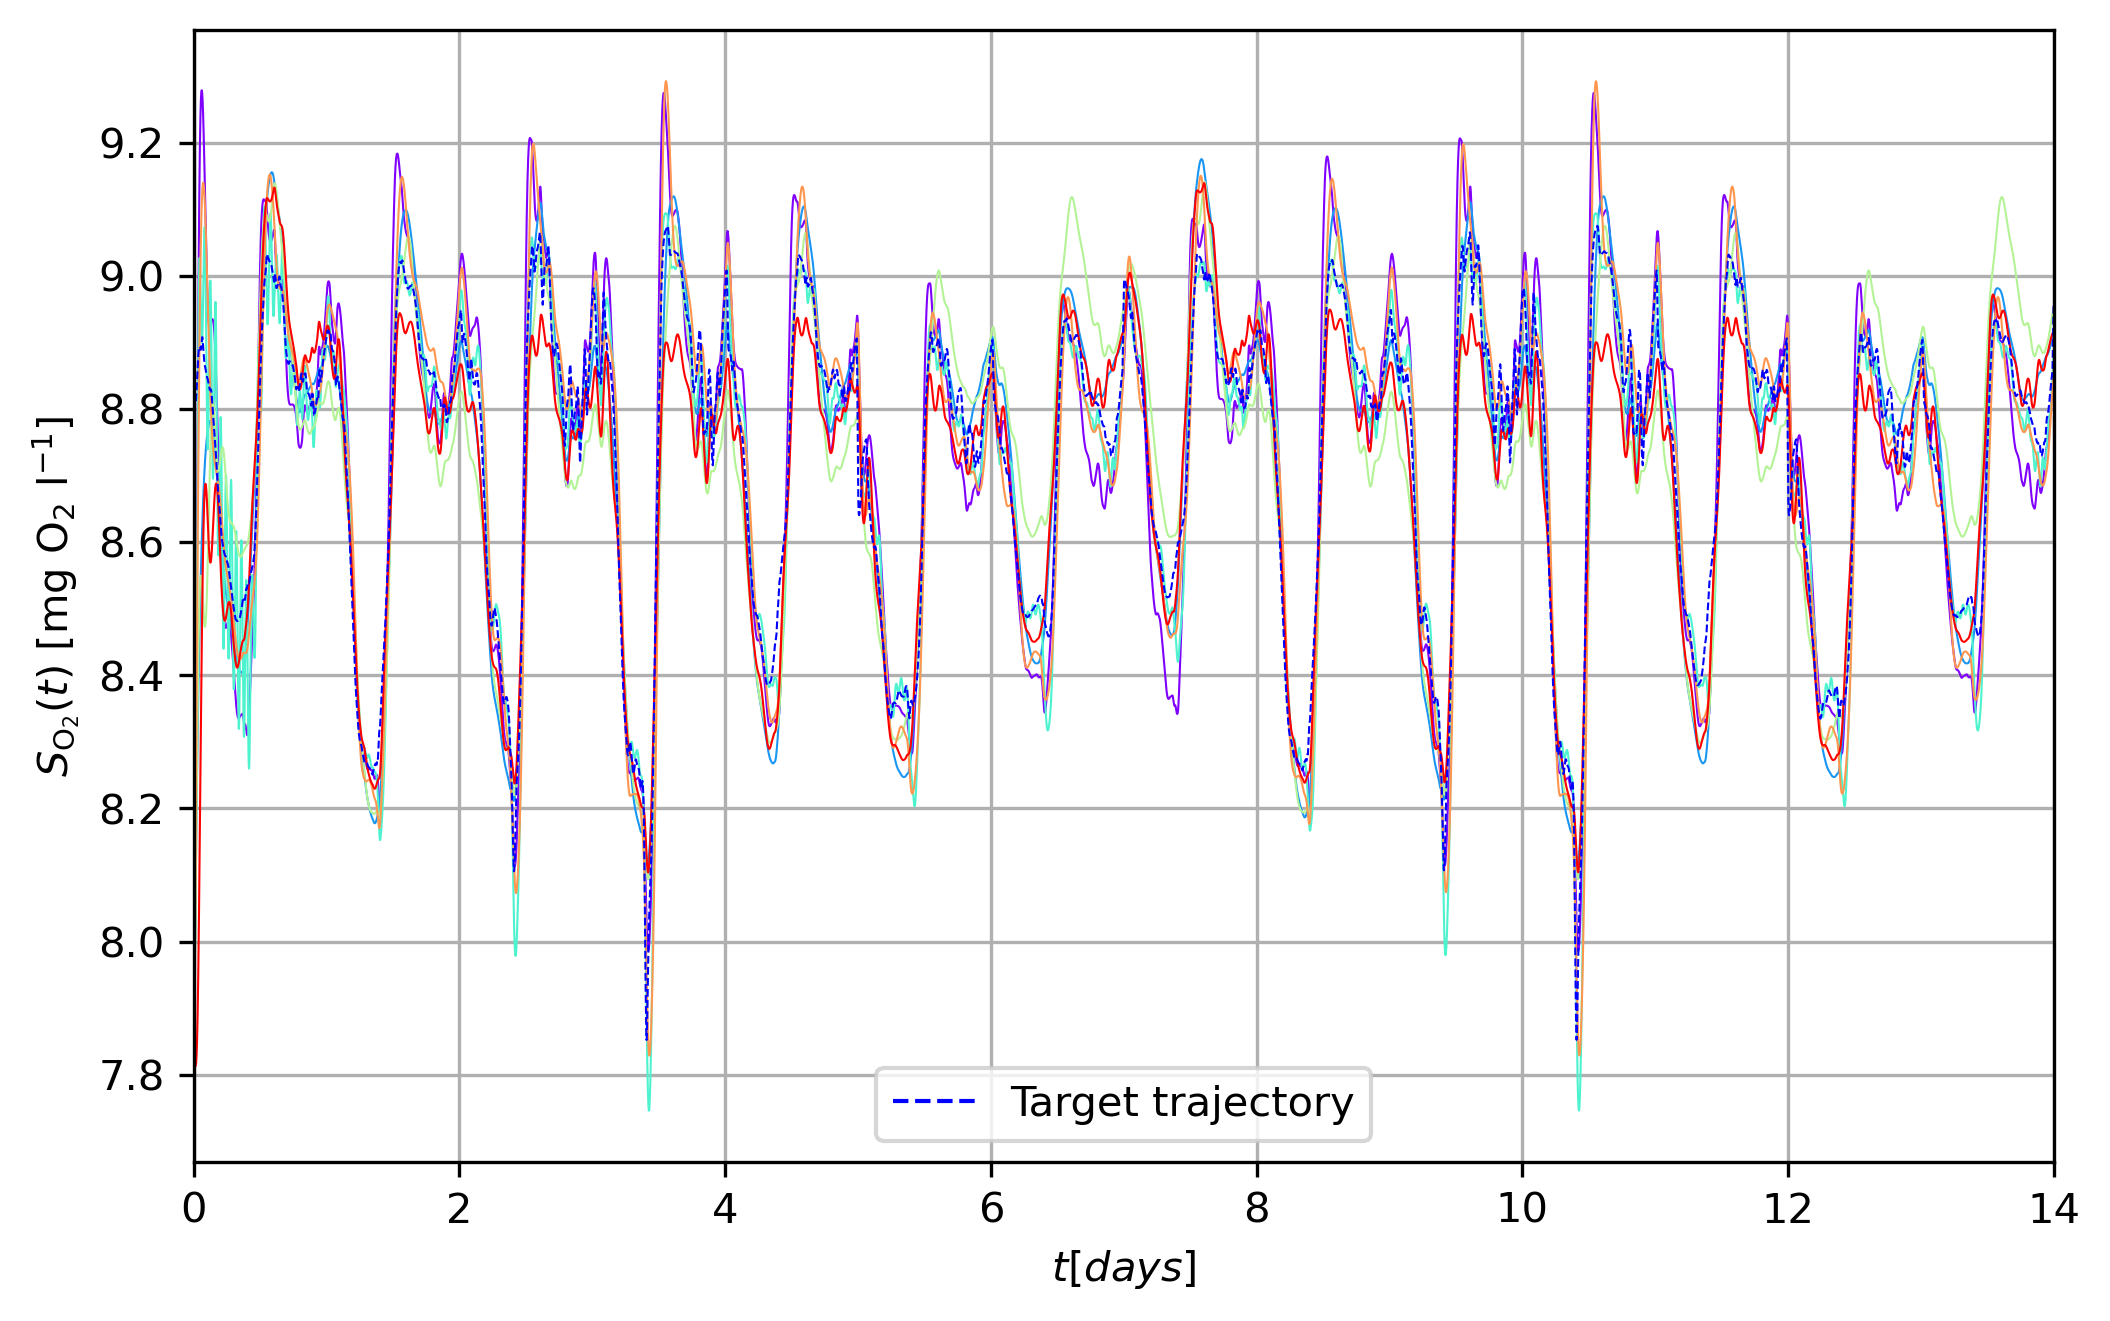 9.2
9.0
8.8
8.6
8.4
8.2
8.0
7.8
S_{O_2}(t) [mg O_2 l^{-1}]
Target trajectory
0 2 4 6 8 10 12 14
t[days]